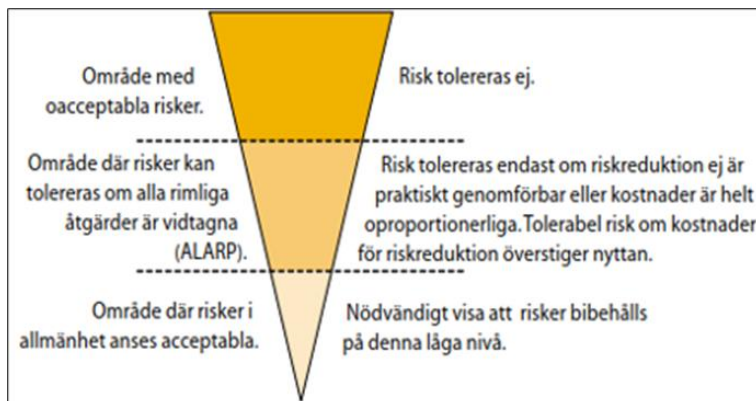 Område med
oacceptabla risker.
Risk tolereras ej.
Område där risker kan
tolereras om alla rimliga
åtgärder är vidtagna
(ALARP).
Risk tolereras endast om riskreduktion ej är
praktiskt genomförbar eller kostnader är helt
oproportionerliga. Tolerabel risk om kostnader
för riskreduktion överstiger nyttan.
Område där risker i
allmänhet anses acceptabla.
Nödvändigt visa att risker bibehålls
på denna låga nivå.